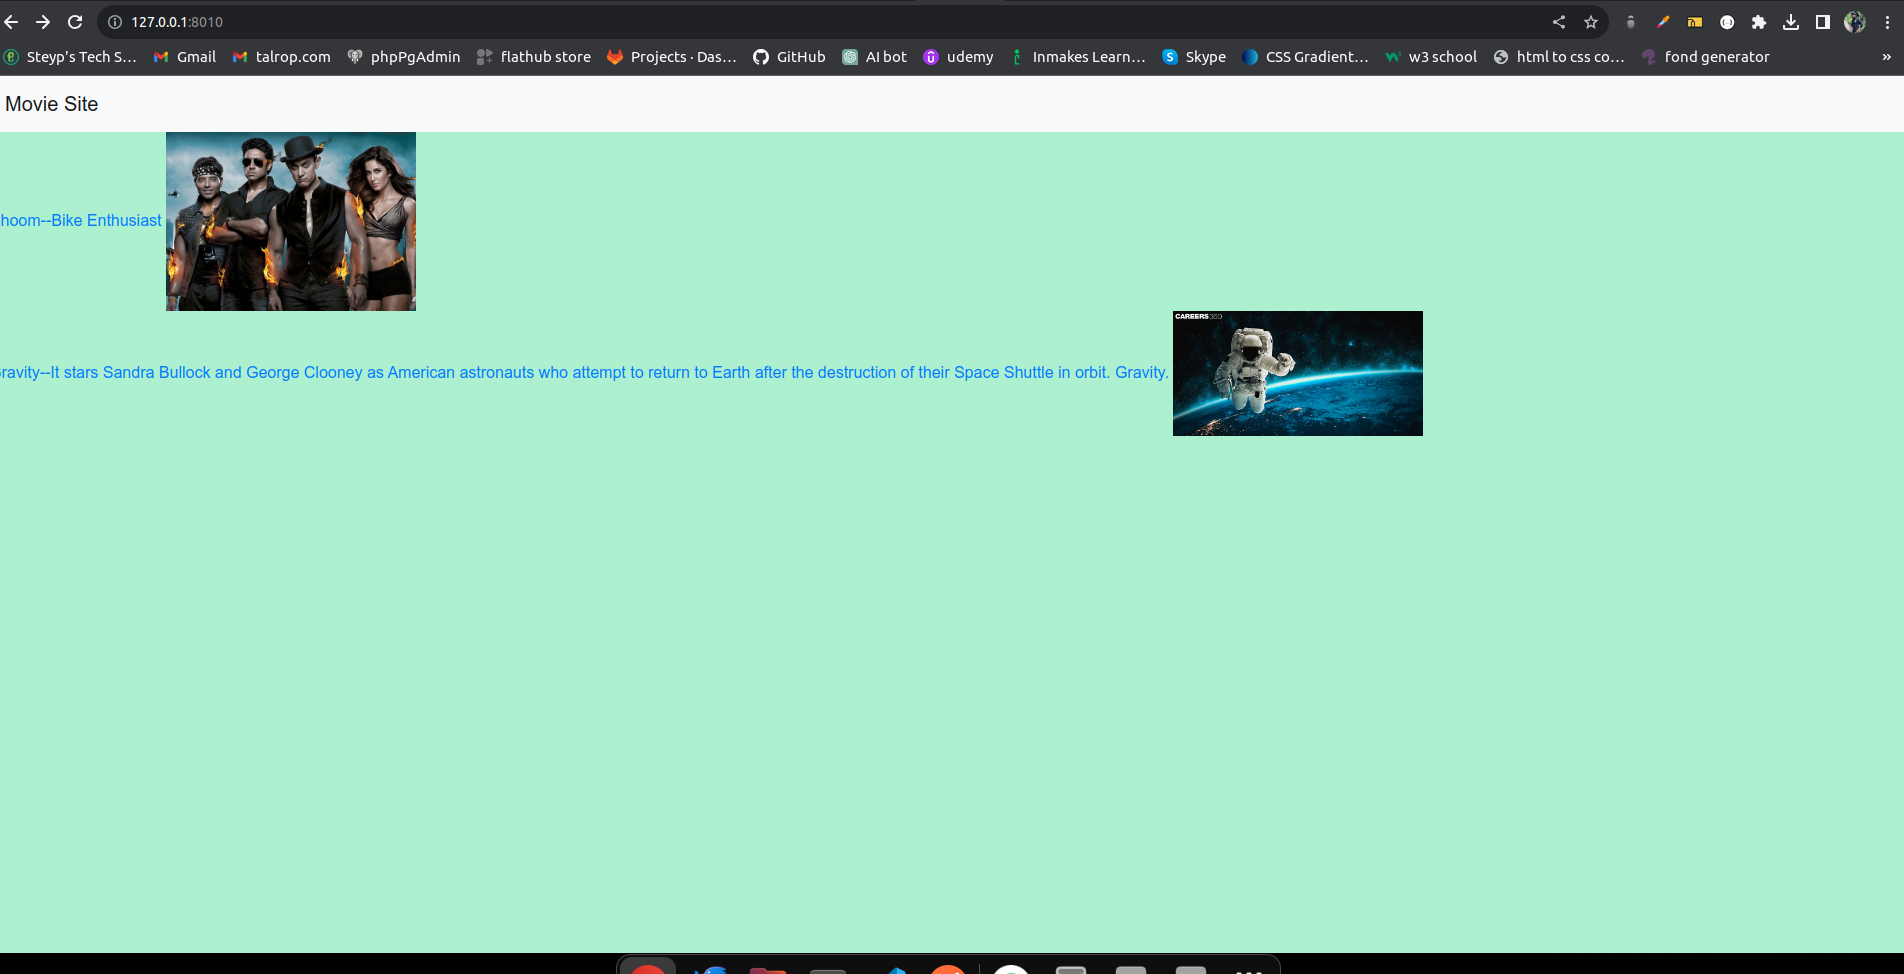 127.0.0.1:8010
Steyp's Tech S... Gmail talrop.com phpPgAdmin flathub store Projects · Das... GitHub AI bot udemy Inmakes Learn... Skype CSS Gradient... w3 school html to css co... fond generator »
Movie Site
hoom--Bike Enthusiast
CAREERS360
ravity--It stars Sandra Bullock and George Clooney as American astronauts who attempt to return to Earth after the destruction of their Space Shuttle in orbit. Gravity.